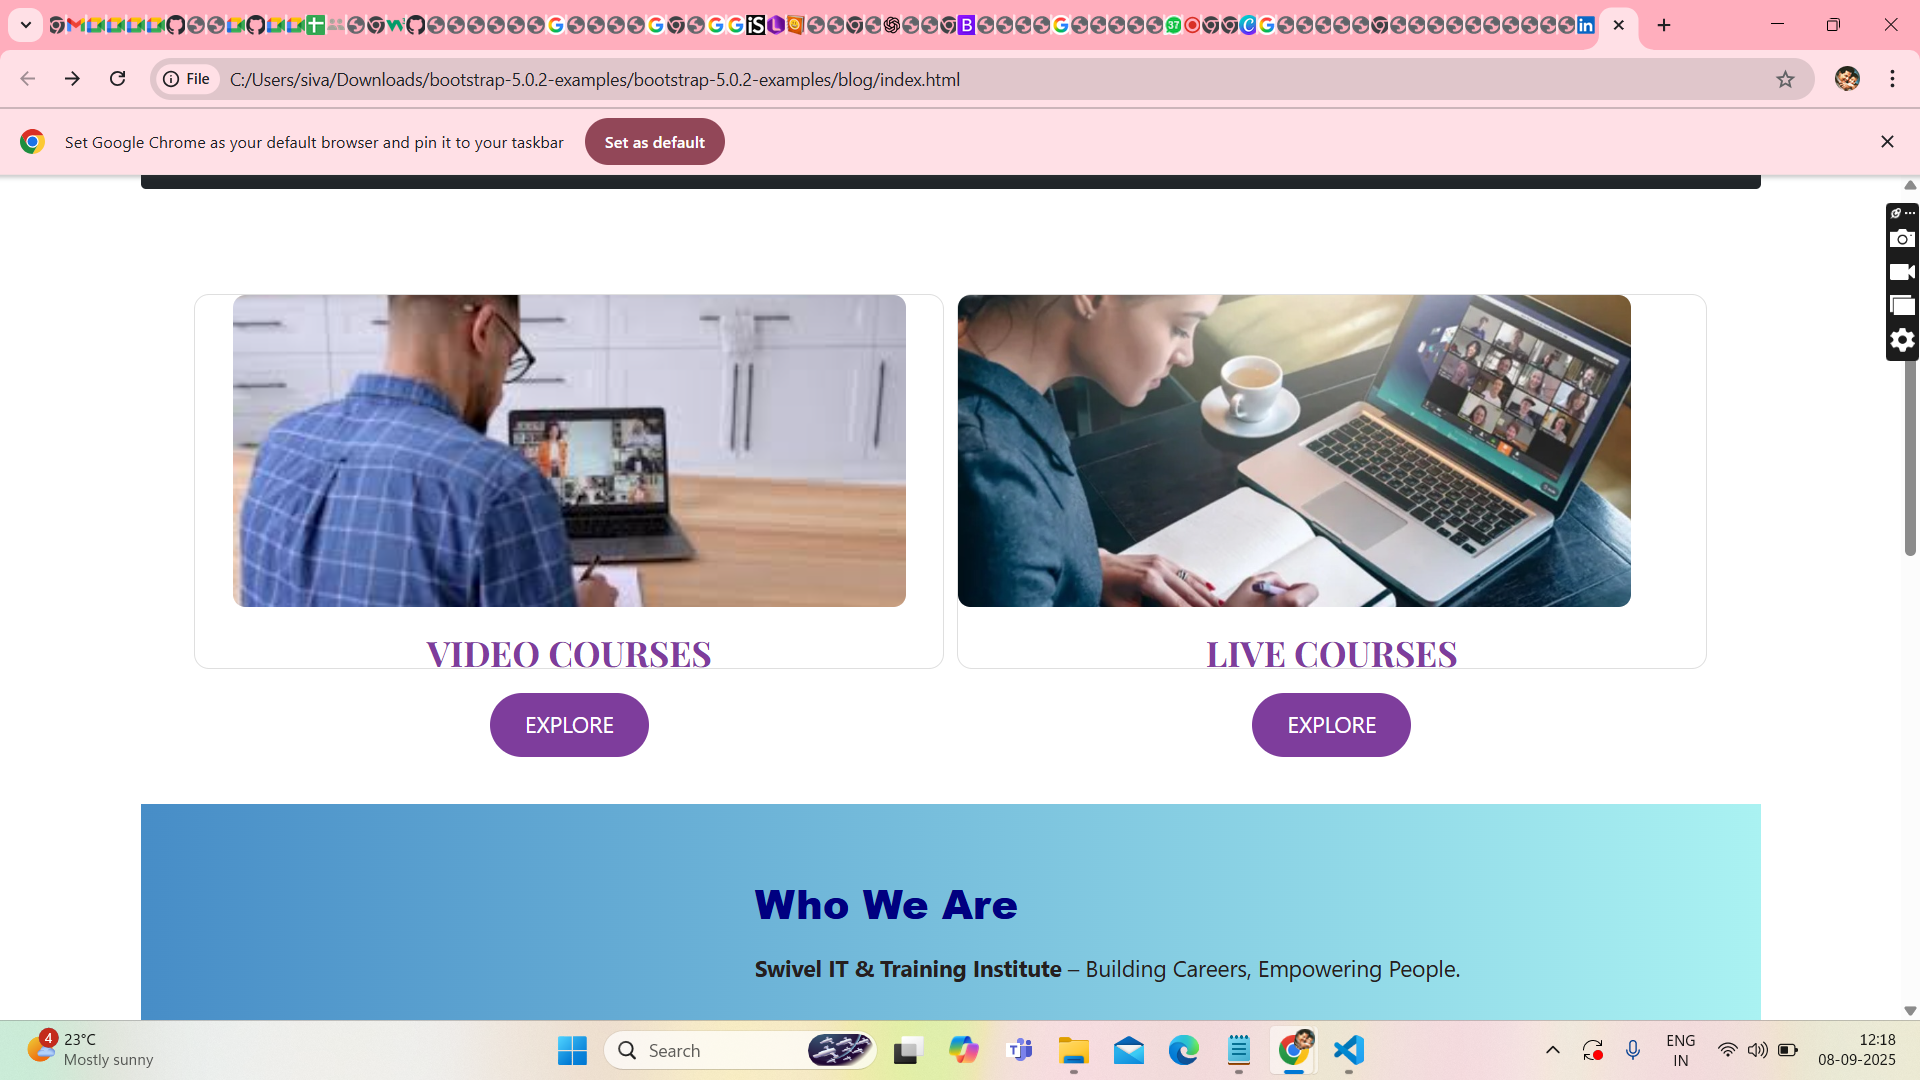 File
C:/Users/siva/Downloads/bootstrap-5.0.2-examples/bootstrap-5.0.2-examples/blog/index.html
Set Google Chrome as your default browser and pin it to your taskbar
Set as default
VIDEO COURSES
LIVE COURSES
EXPLORE
EXPLORE
Who We Are
Swivel IT & Training Institute – Building Careers, Empowering People.
4
23°C
Mostly sunny
Search
ENG
IN
12:18
08-09-2025